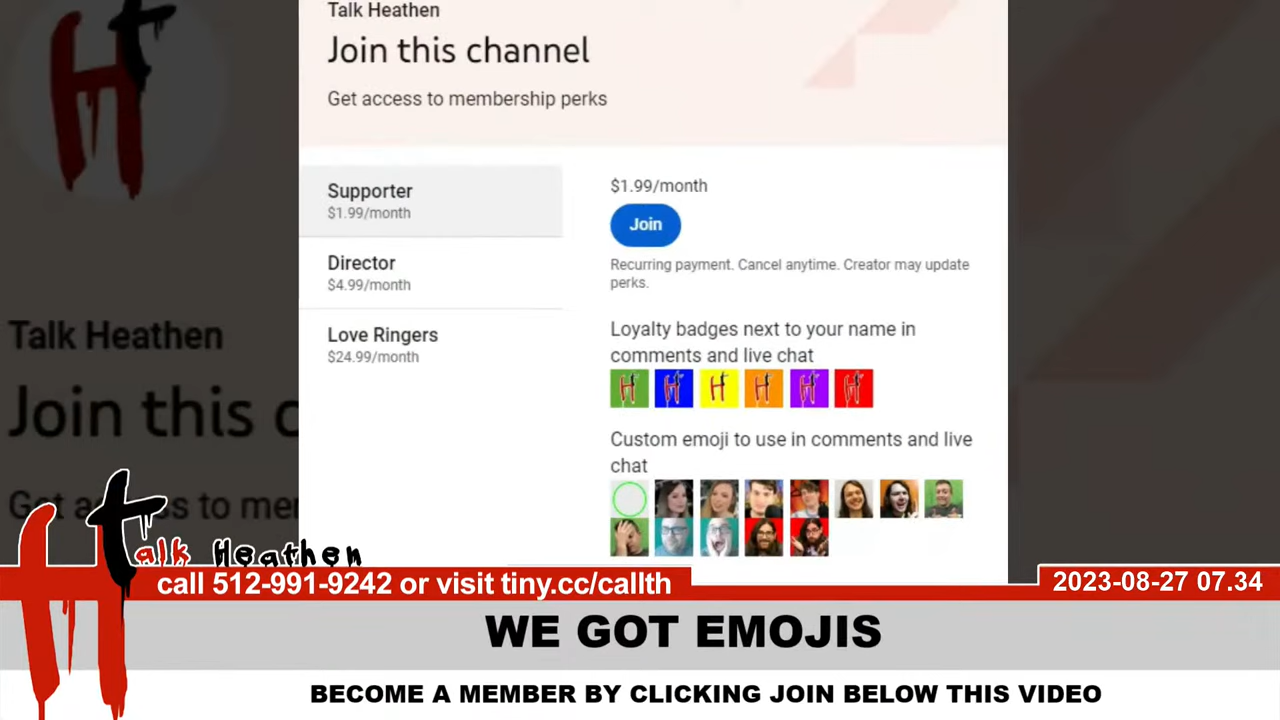 Talk Heathen
Join this channel
Get access to membership perks
Supporter
$1.99/month
Director
$4.99/month
Love Ringers
$24.99/month
$1.99/month
Join
Recurring payment. Cancel anytime. Creator may update
perks.
Loyalty badges next to your name in
comments and live chat
Custom emoji to use in comments and live
chat
Talk Heathen
Join this c
Get access to mem
Talk Heathen
call 512-991-9242 or visit tiny.cc/callth
2023-08-27 07.34
WE GOT EMOJIS
BECOME A MEMBER BY CLICKING JOIN BELOW THIS VIDEO